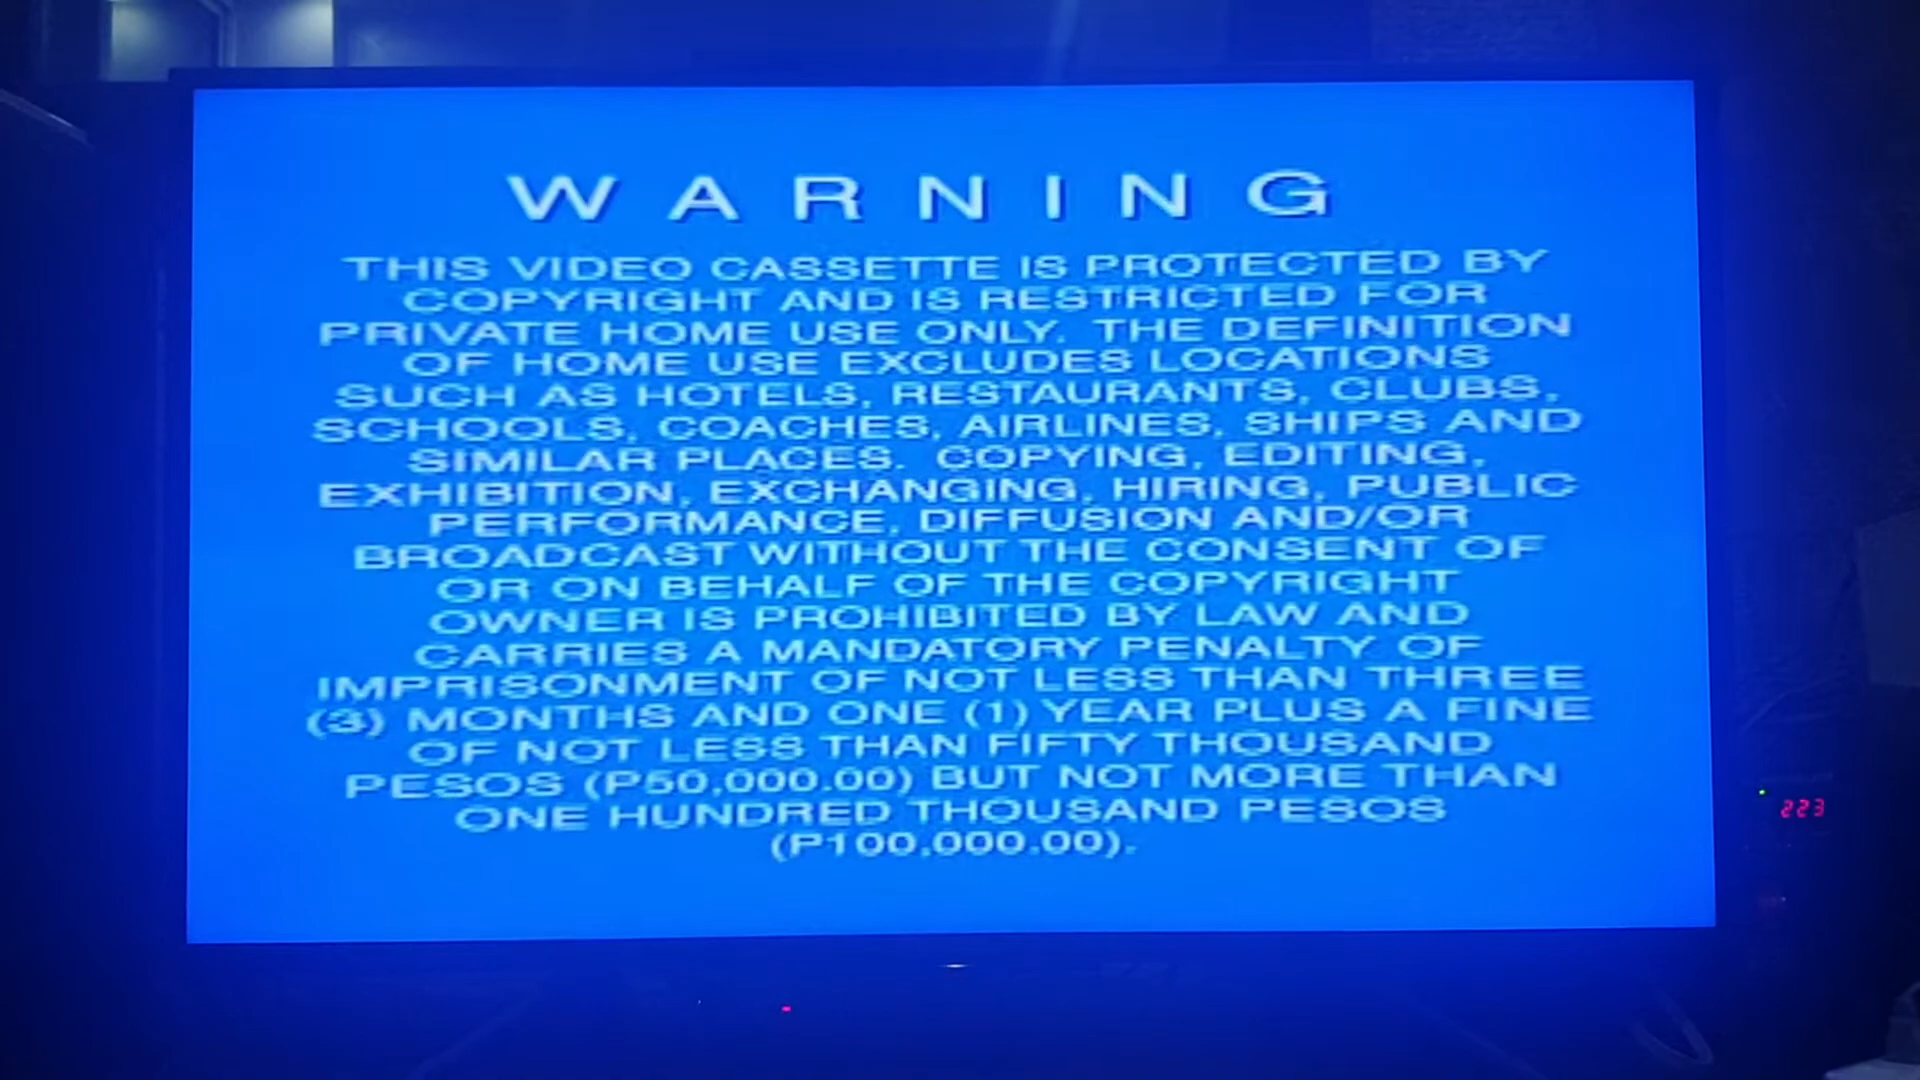 WARNING
THIS VIDEO CASSETTE IS PROTECTED BY
COPYRIGHT AND IS RESTRICTED FOR
PRIVATE HOME USE ONLY. THE DEFINITION
OF HOME USE EXCLUDES LOCATIONS
SUCH AS HOTELS, RESTAURANTS, CLUBS,
SCHOOLS, COACHES, AIRLINES, SHIPS AND
SIMILAR PLACES. COPYING, EDITING,
EXHIBITION, EXCHANGING, HIRING, PUBLIC
PERFORMANCE, DIFFUSION AND/OR
BROADCAST WITHOUT THE CONSENT OF
OR ON BEHALF OF THE COPYRIGHT
OWNER IS PROHIBITED BY LAW AND
CARRIES A MANDATORY PENALTY OF
IMPRISONMENT OF NOT LESS THAN THREE
(3) MONTHS AND ONE (1) YEAR PLUS A FINE
OF NOT LESS THAN FIFTY THOUSAND
PESOS (P50,000.00) BUT NOT MORE THAN
ONE HUNDRED THOUSAND PESOS
(P100,000.00).
223